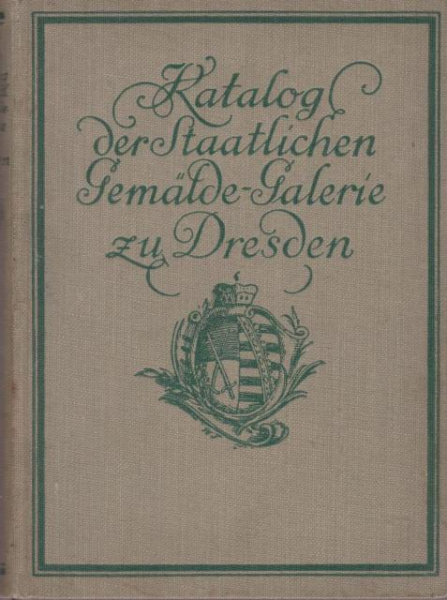 Katalog
der Staatlichen
Gemälde-Galerie
zu Dresden